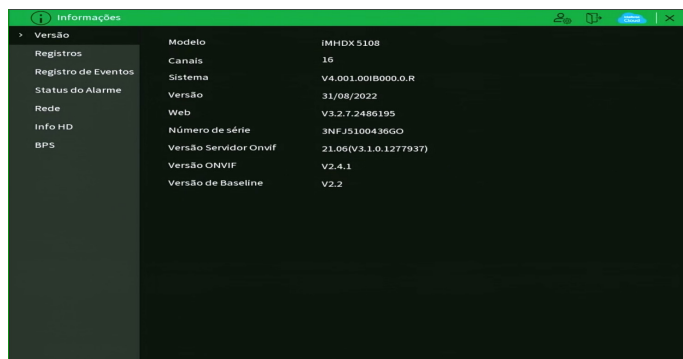 Informações
> Versão
Registros
Registro de Eventos
Status do Alarme
Rede
Info HD
BPS
Modelo iMHDX 5108
Canais 16
Sistema V4.001.00IB000.0.R
Versão 31/08/2022
Web V3.2.7.2486195
Número de série 3NFJ5100436GO
Versão Servidor Onvif 21.06(V3.1.0.1277937)
Versão ONVIF V2.4.1
Versão de Baseline V2.2